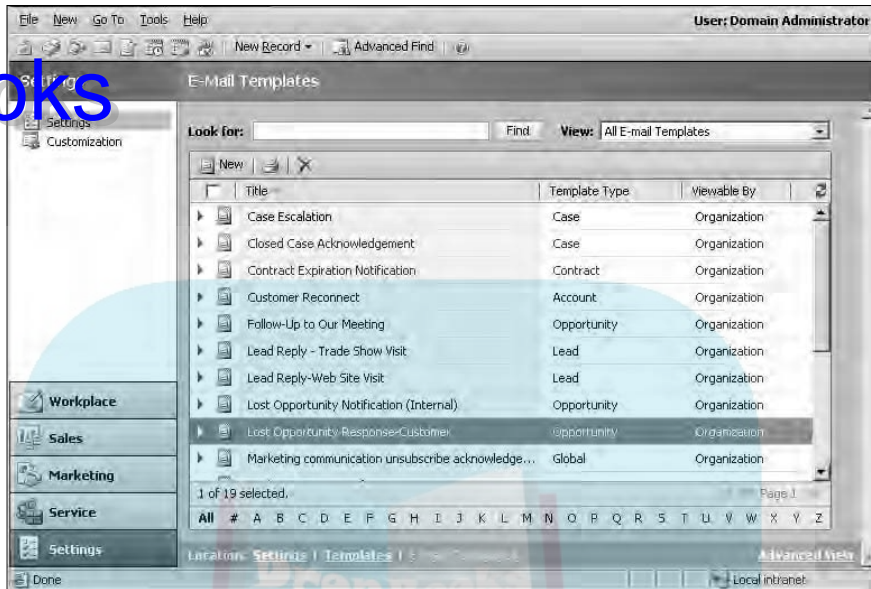 File New Go To Tools Help
User: Domain Administrator
New Record
Advanced Find
oks
E-Mail Templates
Settings
Customization
Look for:
Find
View: All E-mail Templates
New
Title
Template Type
Viewable By
Case Escalation Case Organization
Closed Case Acknowledgement Case Organization
Contract Expiration Notification Contract Organization
Customer Reconnect Account Organization
Follow-Up to Our Meeting Opportunity Organization
Lead Reply - Trade Show Visit Lead Organization
Lead Reply-Web Site Visit Lead Organization
Lost Opportunity Notification (Internal) Opportunity Organization
Lost Opportunity Response-Customer Opportunity Organization
Marketing communication unsubscribe acknowledge... Global Organization
1 of 19 selected.
Page 1
All # A B C D E F G H I J K L M N O P Q R S T U V W X Y Z
Workplace
Sales
Marketing
Service
Settings
Location: Settings | Templates |
Advanced View
DropBooks
Done
Local intranet